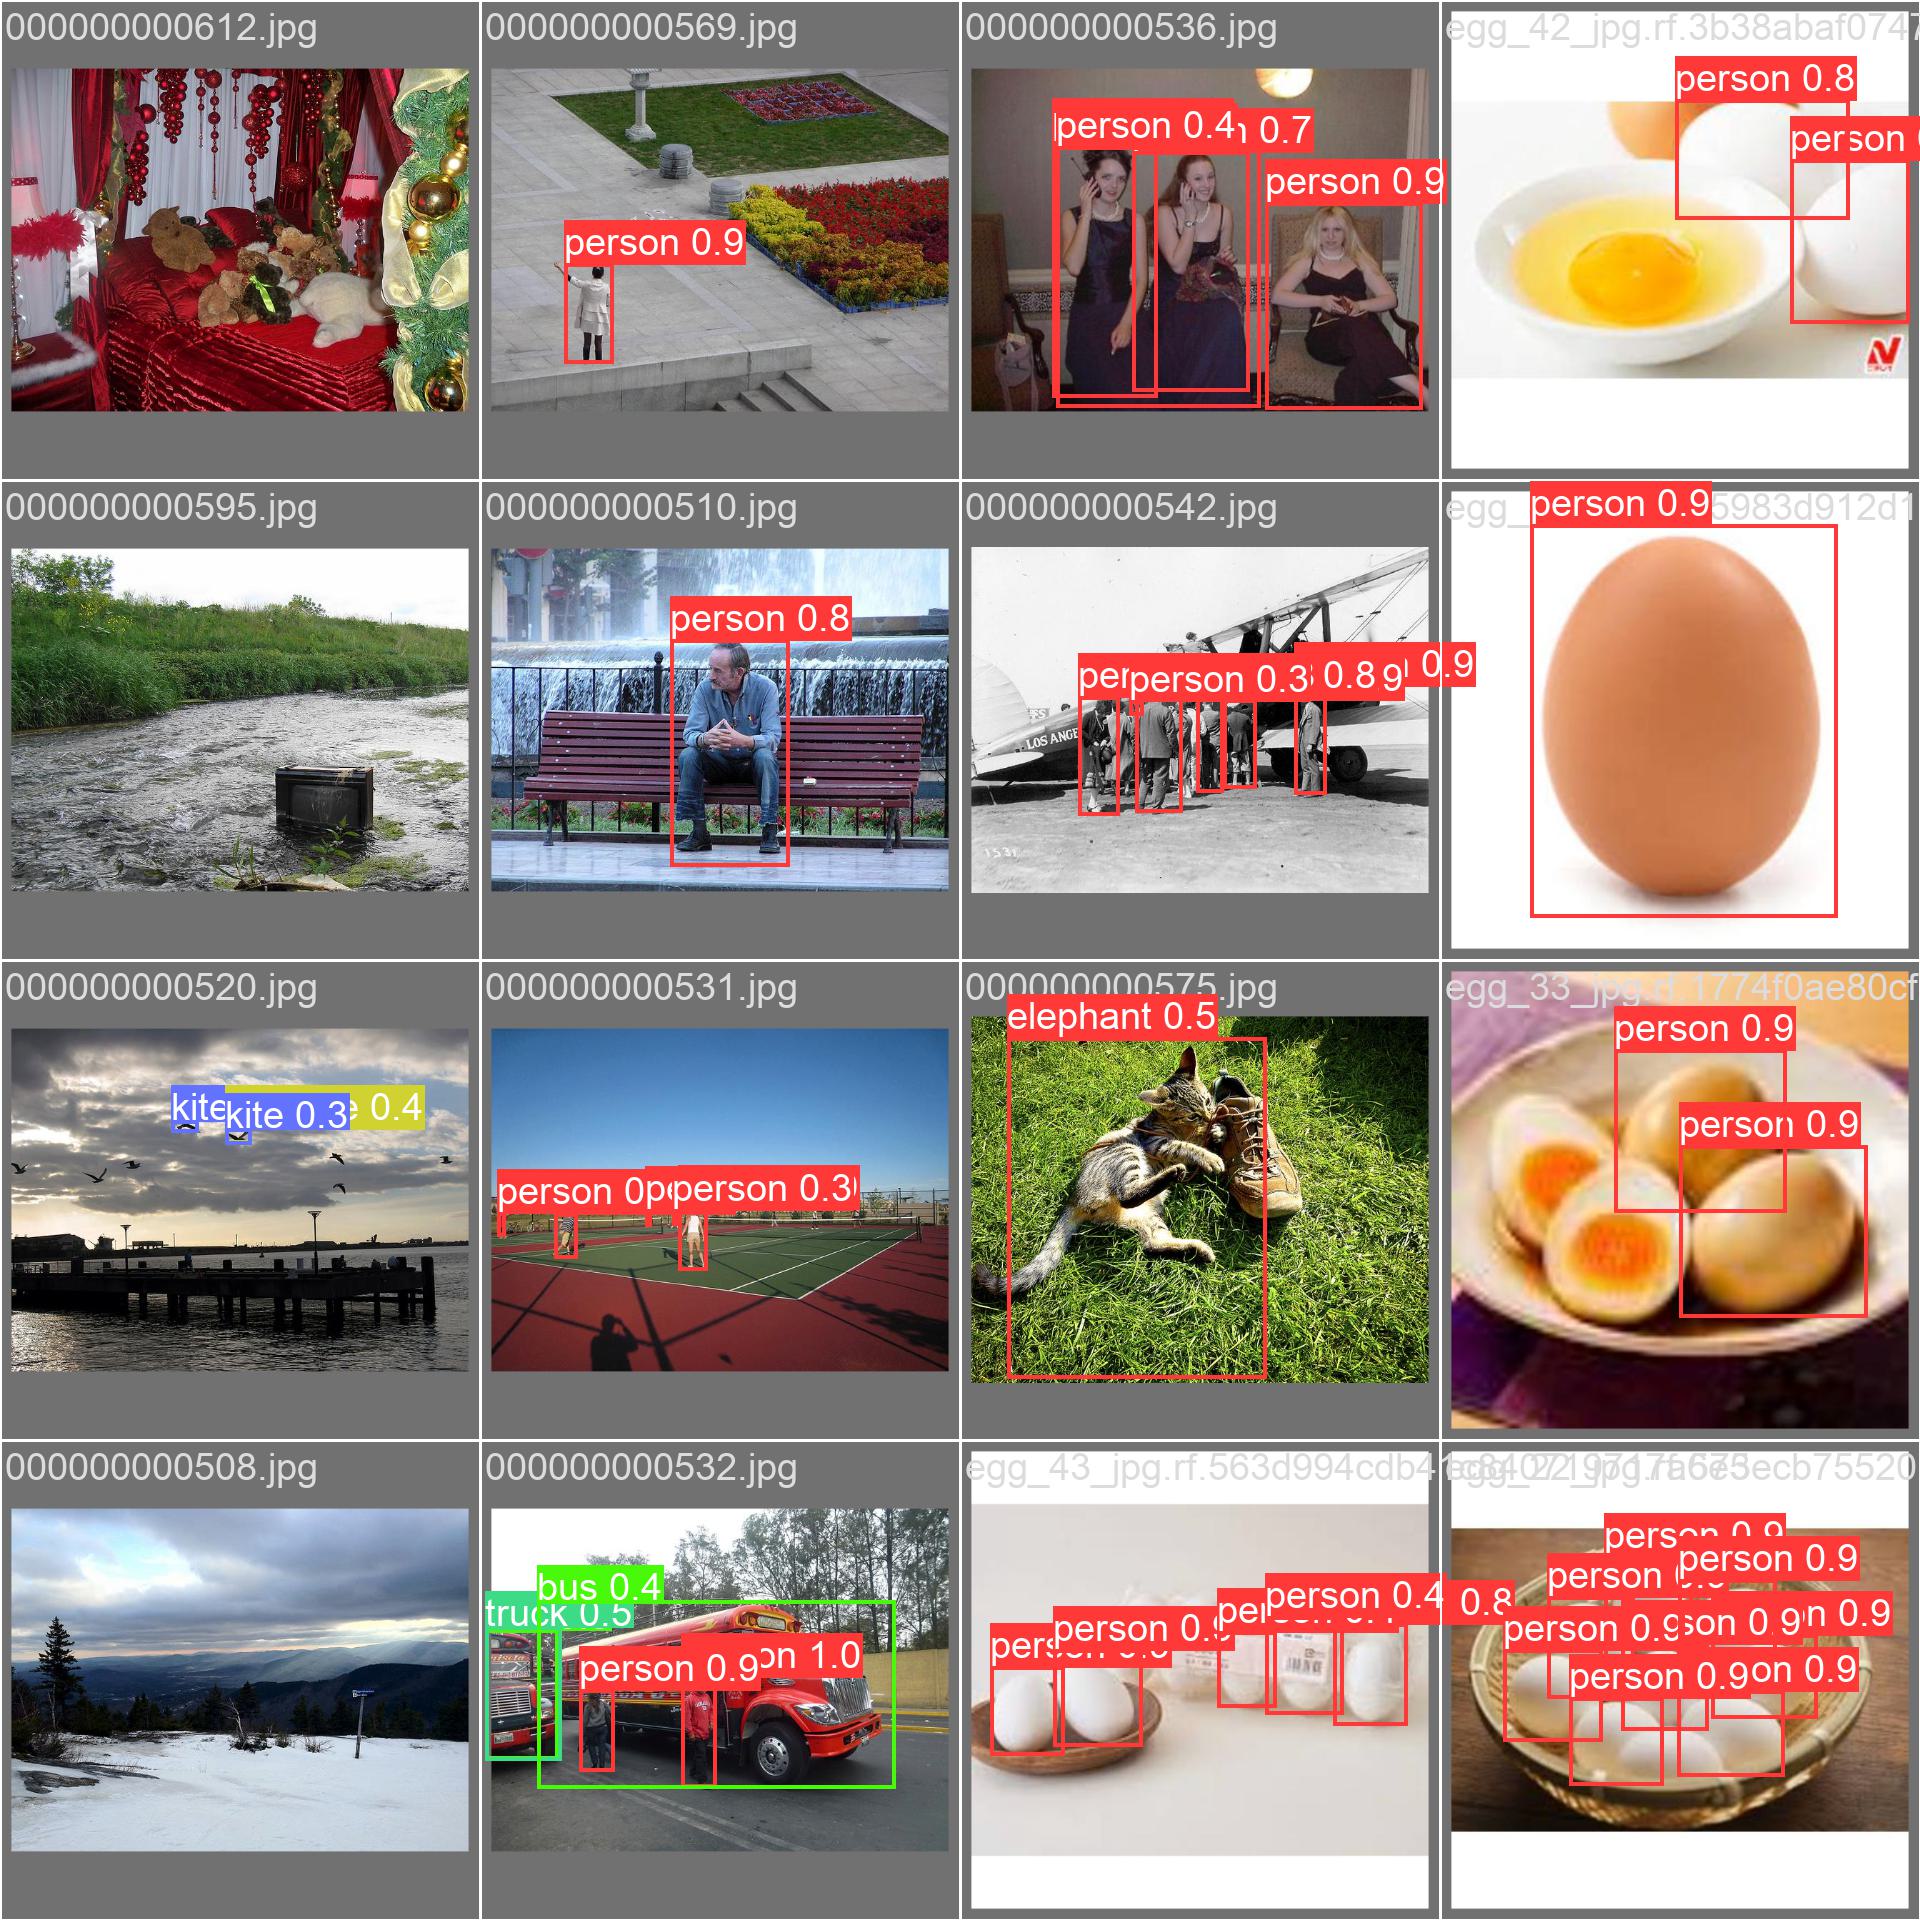 000000000612.jpg
000000000569.jpg
000000000536.jpg
egg_42_jpg.rf.3b38abaf0747
person 0.8
person
person 0.4
0.7
person 0.9
person 0.9
000000000595.jpg
000000000510.jpg
000000000542.jpg
egg_
5983d912d1
person 0.9
person 0.8
person 0.3
0.8
9
0.9
LOS ANGE
1531
000000000520.jpg
000000000531.jpg
000000000575.jpg
egg_33_jpg.rf.1774f0ae80cf
elephant 0.5
person 0.9
kite
kite 0.3
0.4
person 0.9
person 0
person 0.3
000000000508.jpg
000000000532.jpg
egg_43_jpg.rf.563d994cdb4
person 0.9
person 0.9
person 0.9
bus 0.4
person 0.4
0.8
truck 0.5
person 0.9
person 0.9
son 0.9
n 0.9
person 0.9
on 1.0
person 0.9
on 0.9